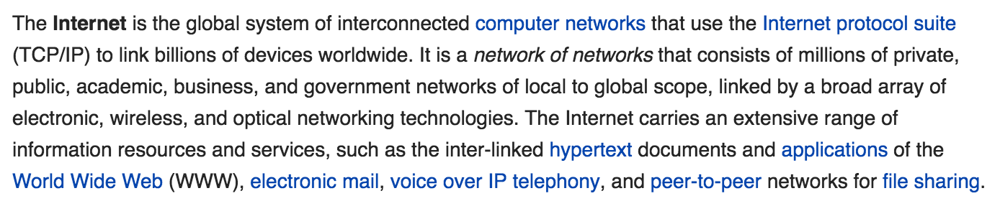 The Internet is the global system of interconnected computer networks that use the Internet protocol suite
(TCP/IP) to link billions of devices worldwide. It is a network of networks that consists of millions of private,
public, academic, business, and government networks of local to global scope, linked by a broad array of
electronic, wireless, and optical networking technologies. The Internet carries an extensive range of
information resources and services, such as the inter-linked hypertext documents and applications of the
World Wide Web (WWW), electronic mail, voice over IP telephony, and peer-to-peer networks for file sharing.